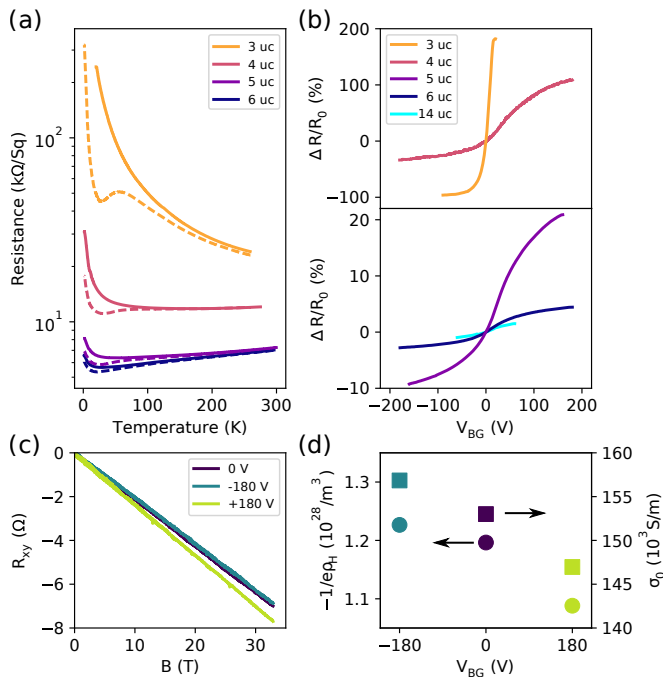 (a)
3 uc
4 uc
5 uc
6 uc
10²
10¹
Resistance (kΩ/Sq)
0
100
200
300
Temperature (K)
(b)
3 uc
4 uc
5 uc
6 uc
14 uc
200
100
0
−100
Δ R/R₀ (%)
20
10
0
−10
Δ R/R₀ (%)
−200
−100
0
100
200
V_BG (V)
(c)
0 V
-180 V
+180 V
0
−2
−4
−6
−8
R_xy (Ω)
0
10
20
30
B (T)
(d)
1.3
1.2
1.1
−1/eρ_H (10²⁸/m³)
160
155
150
145
140
σ₀ (10³S/m)
−180
0
180
V_BG (V)